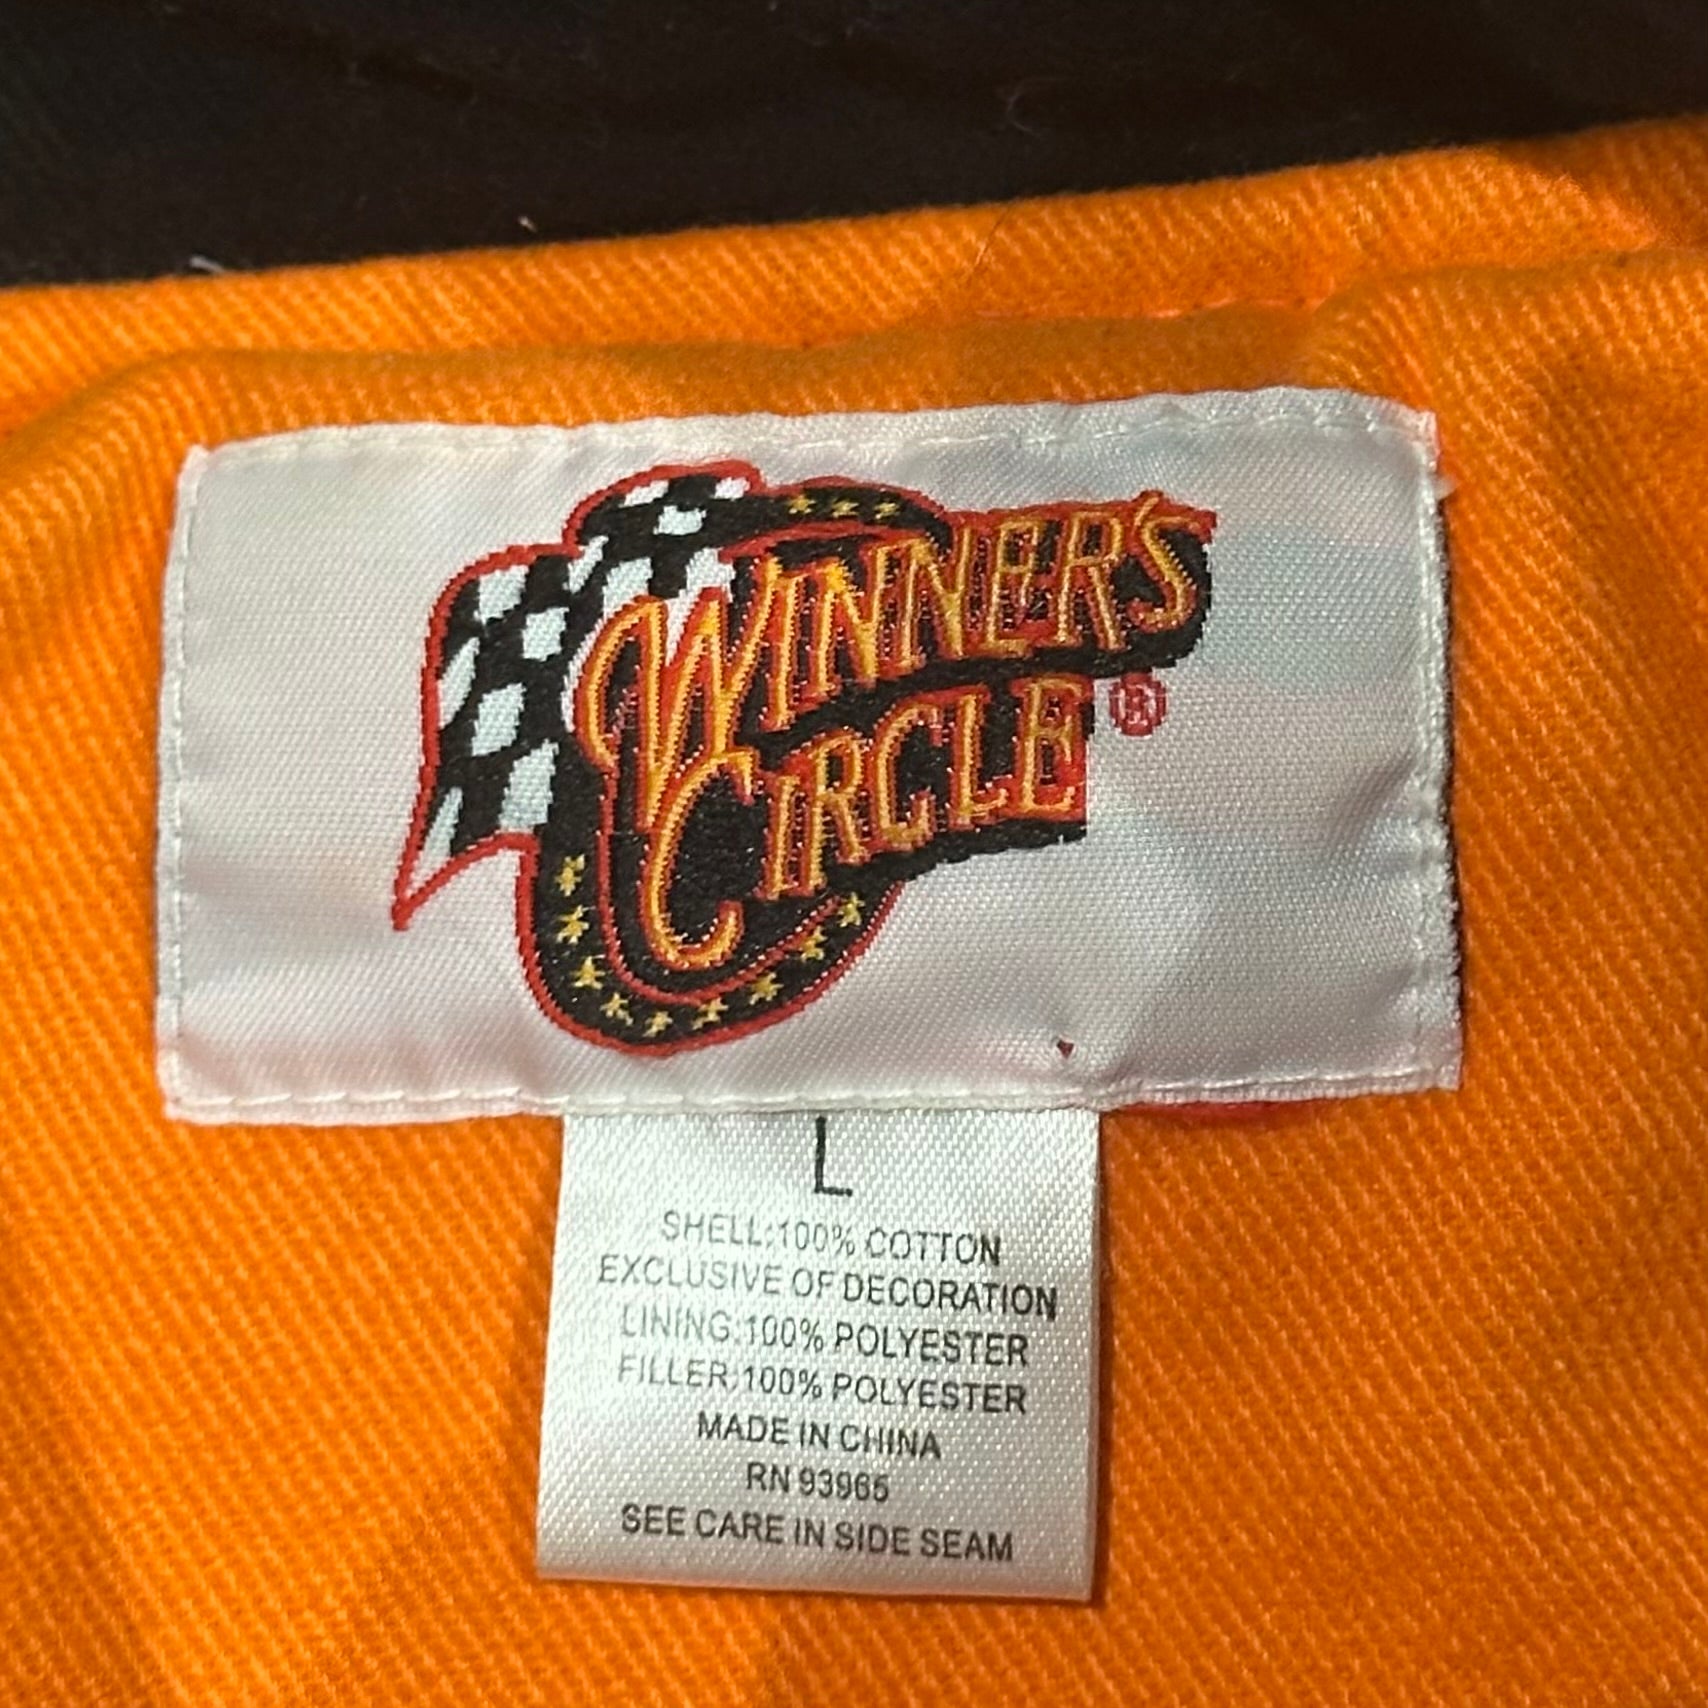 WINNER'S
CIRCLE®
L
SHELL:100% COTTON
EXCLUSIVE OF DECORATION
LINING:100% POLYESTER
FILLER:100% POLYESTER
MADE IN CHINA
RN 93965
SEE CARE IN SIDE SEAM